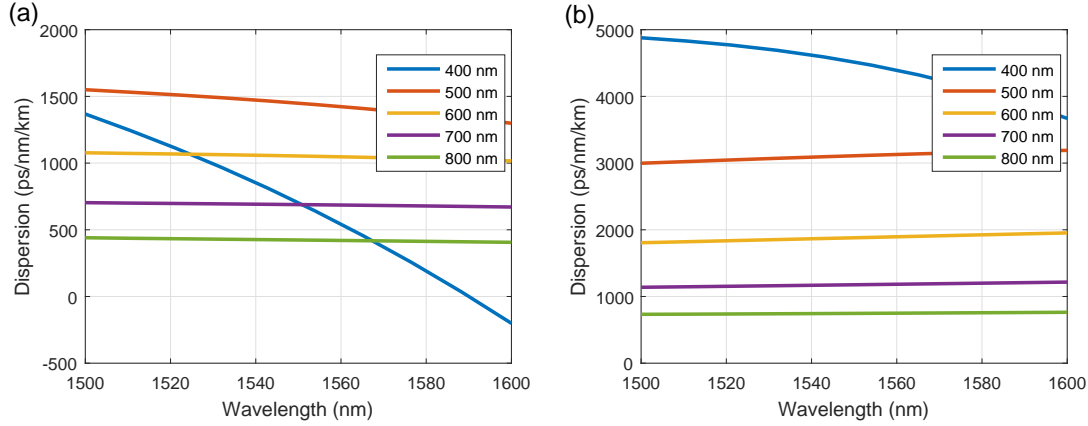 (a)
2000
1500
1000
500
0
-500
Dispersion (ps/nm/km)
1500 1520 1540 1560 1580 1600
Wavelength (nm)
400 nm
500 nm
600 nm
700 nm
800 nm
(b)
5000
4000
3000
2000
1000
0
Dispersion (ps/nm/km)
1500 1520 1540 1560 1580 1600
Wavelength (nm)
400 nm
500 nm
600 nm
700 nm
800 nm